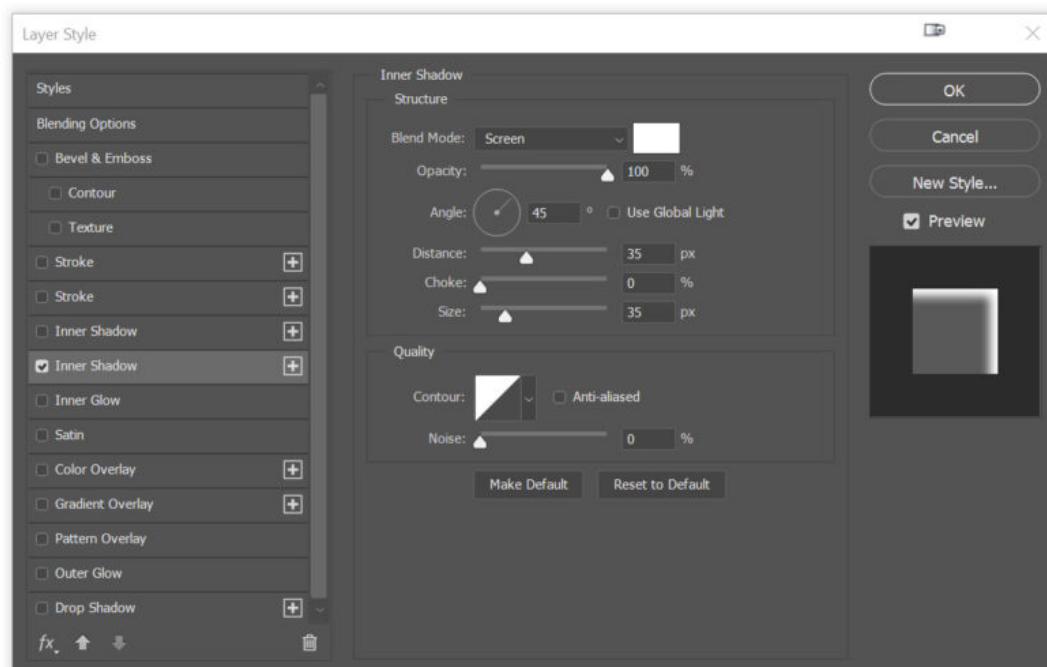 Layer Style
Styles
Blending Options
Bevel & Emboss
Contour
Texture
Stroke
Stroke
Inner Shadow
Inner Shadow
Inner Glow
Satin
Color Overlay
Gradient Overlay
Pattern Overlay
Outer Glow
Drop Shadow
fx
Inner Shadow
Structure
Blend Mode: Screen
Opacity: 100 %
Angle: 45 ° Use Global Light
Distance: 35 px
Choke: 0 %
Size: 35 px
Quality
Contour: Anti-aliased
Noise: 0 %
Make Default Reset to Default
OK
Cancel
New Style...
Preview